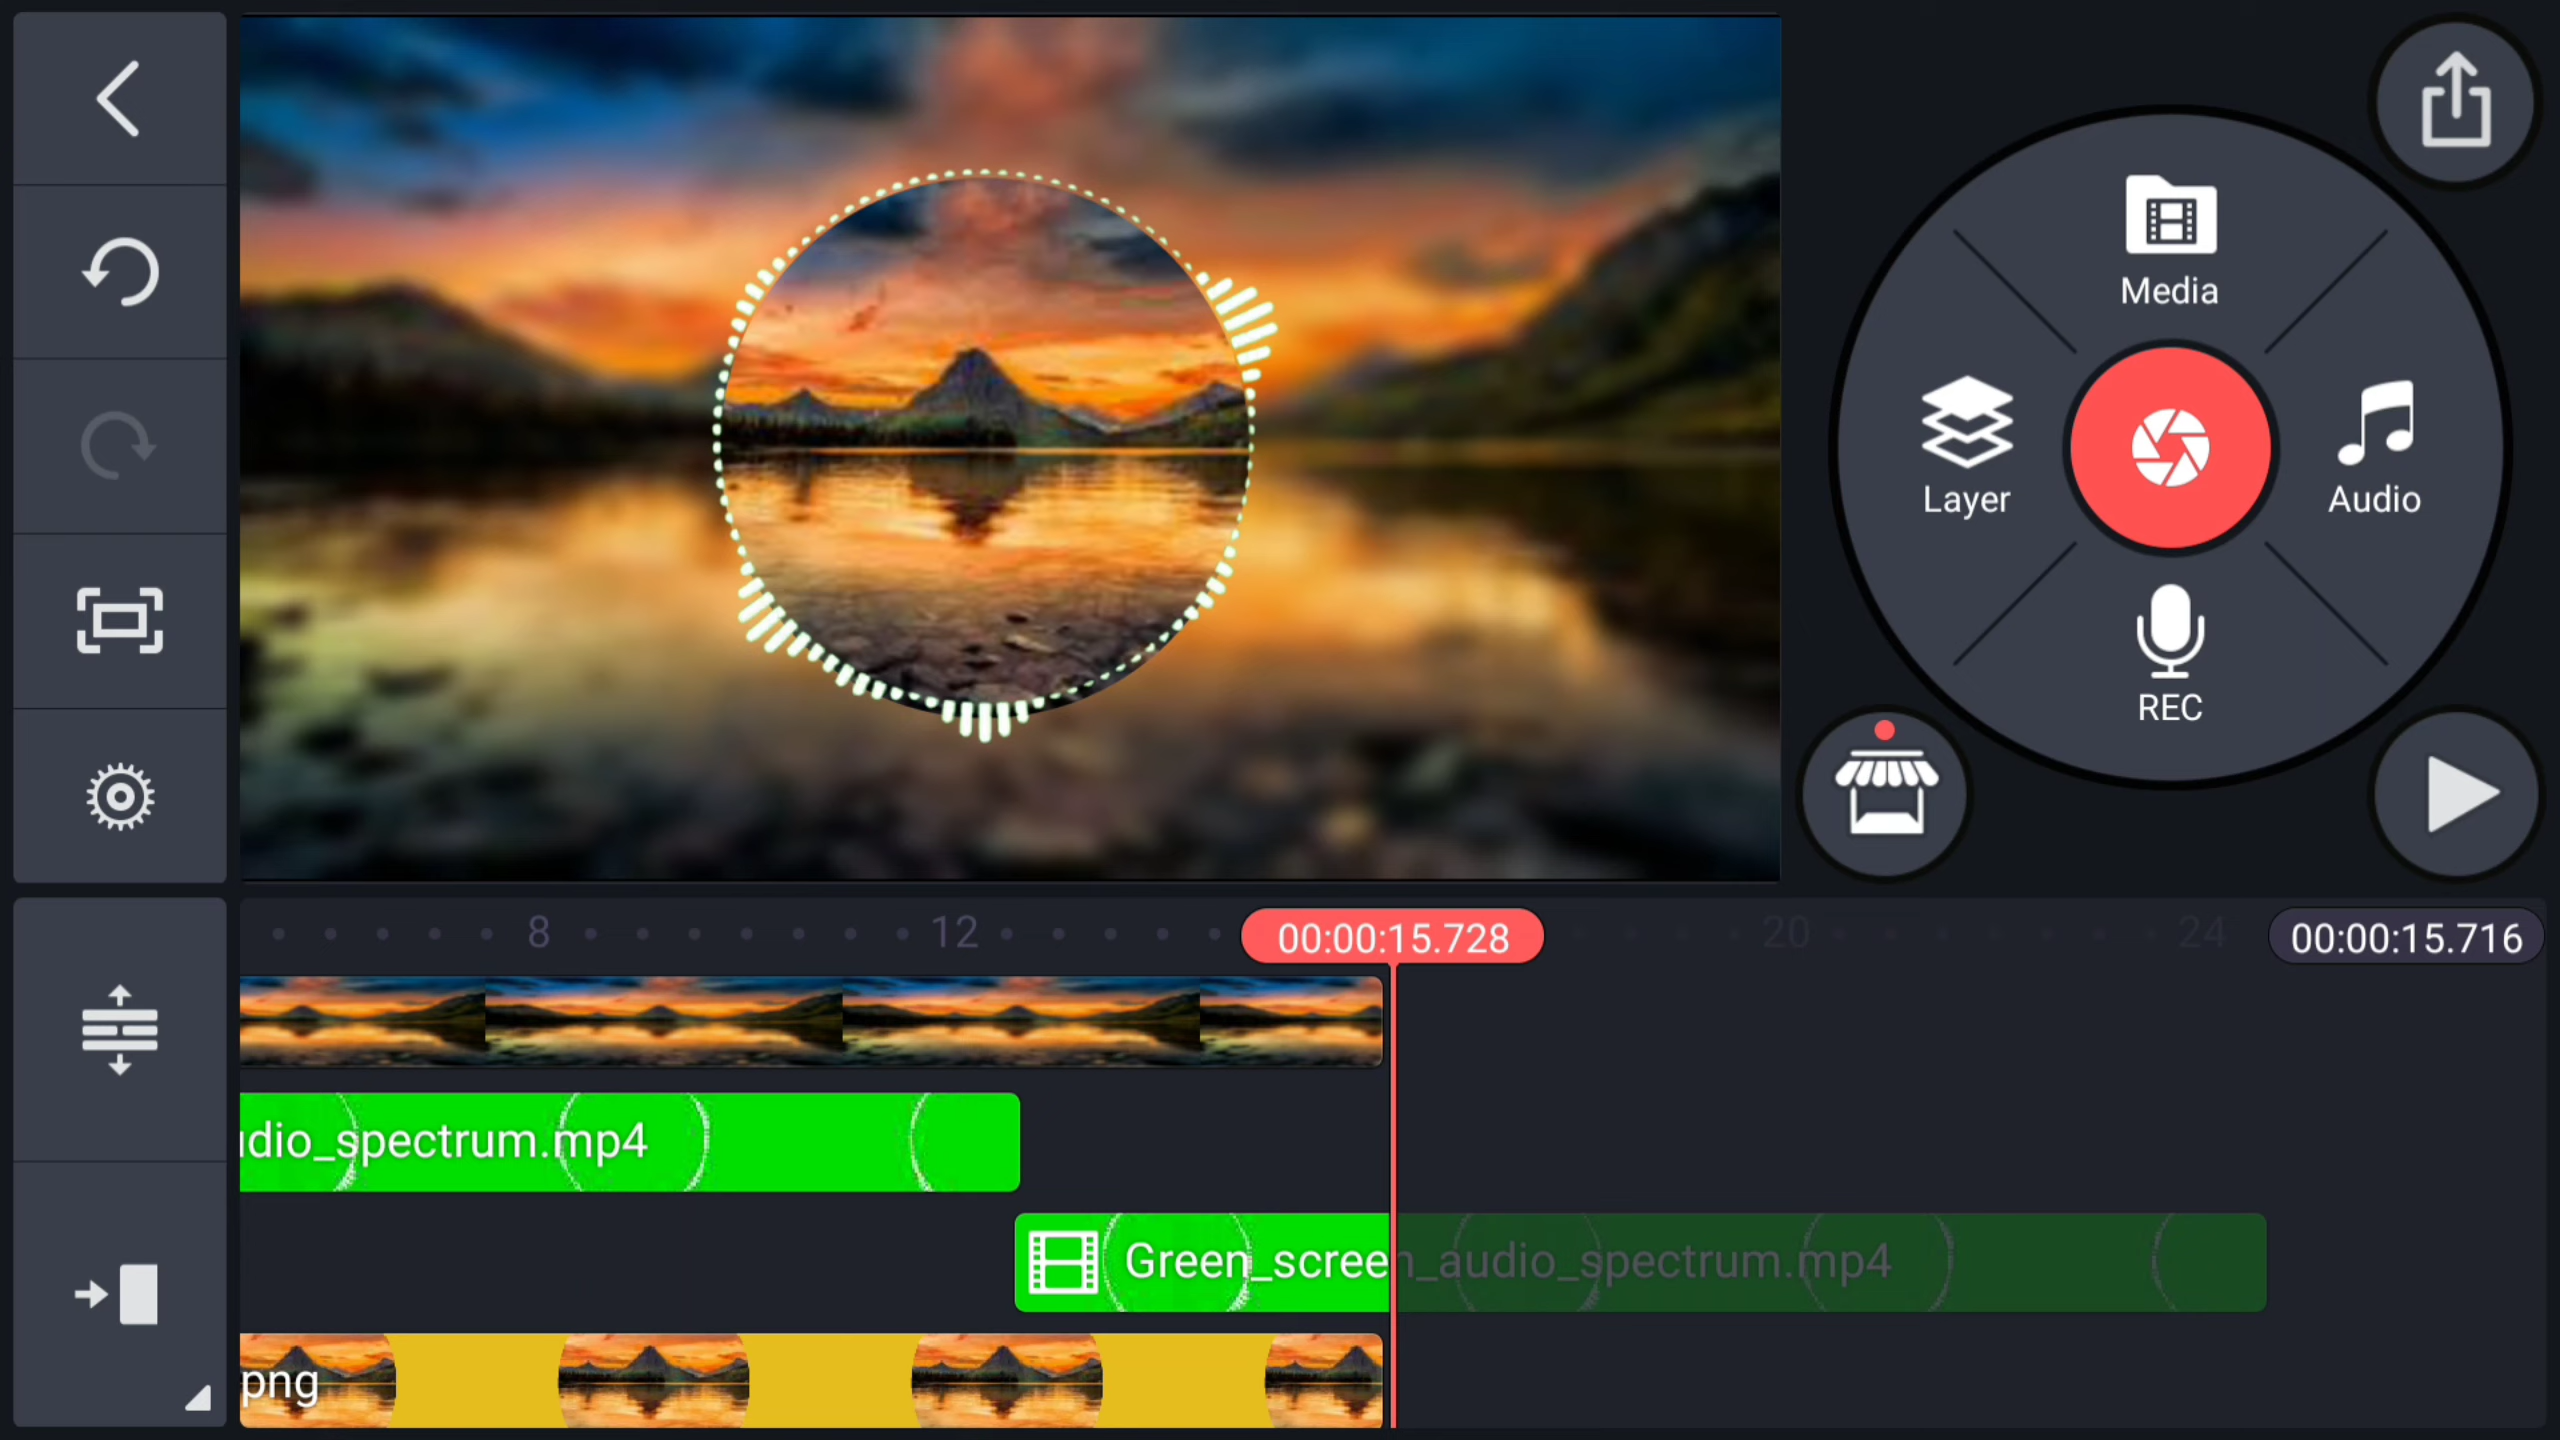 Media
Layer
Audio
REC
8
12
00:00:15.728
20
24
00:00:15.716
dio_spectrum.mp4
Green_screen_audio_spectrum.mp4
png